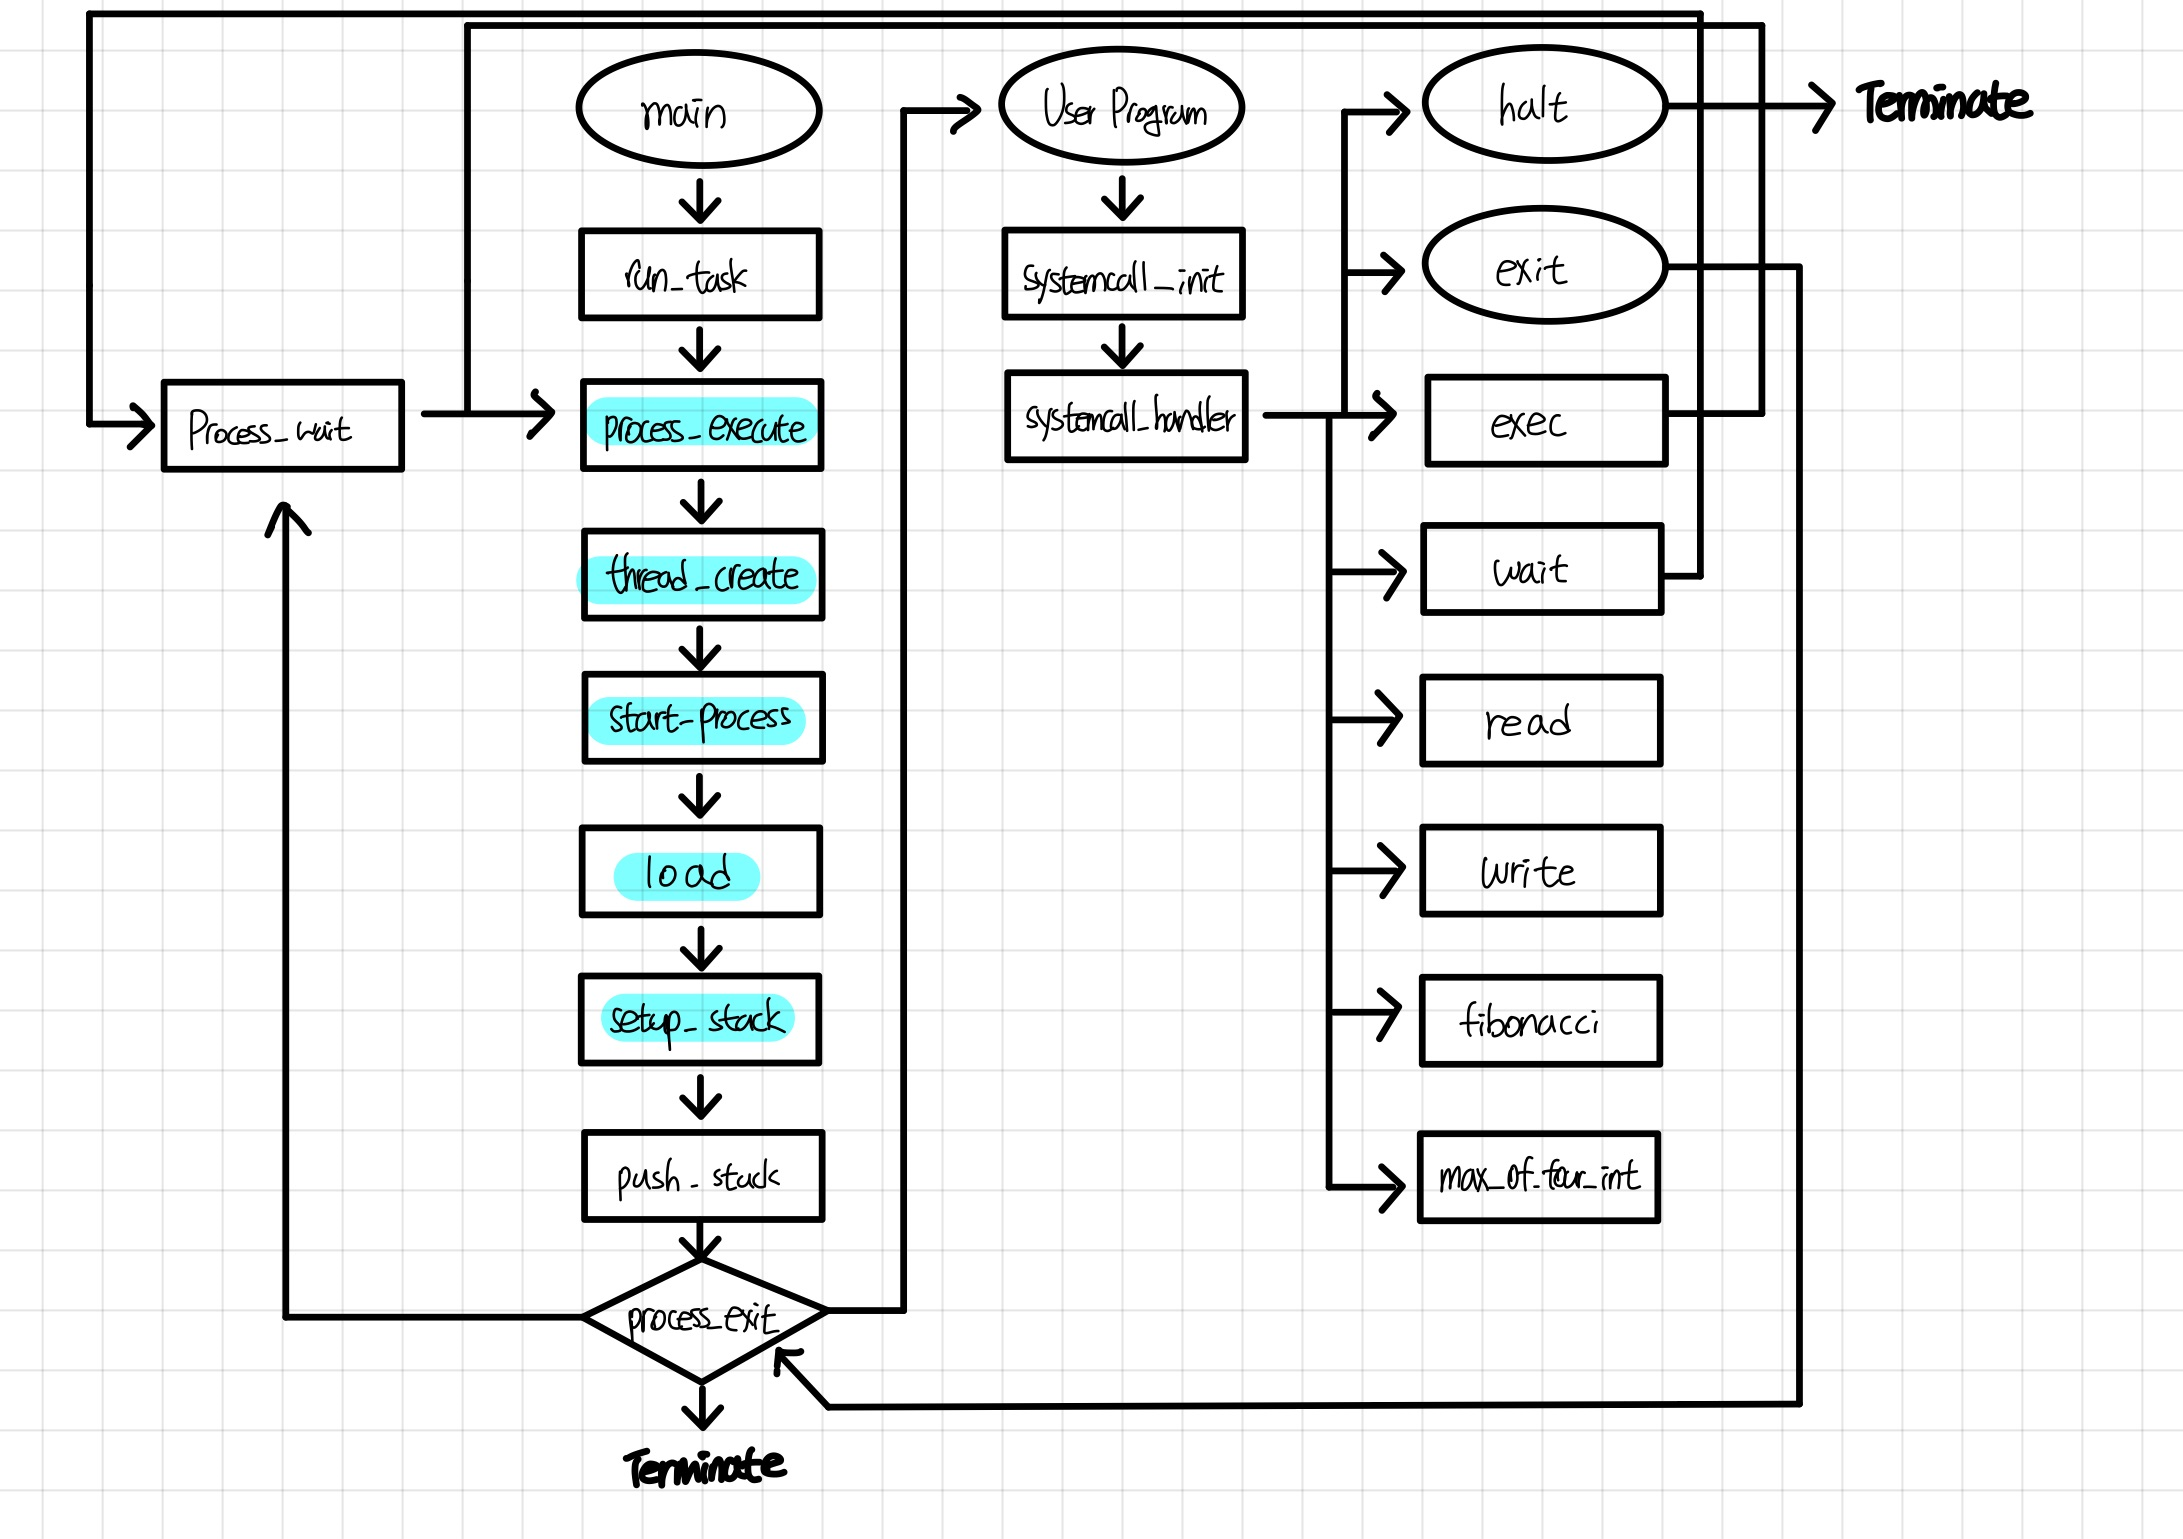 main
run_task
Process_wait
process_execute
thread_create
start_process
load
setup_stack
push_stack
process_exit
Terminate
User Program
systemcall_init
systemcall_handler
halt
Terminate
exit
exec
wait
read
write
fibonacci
max_of_four_int